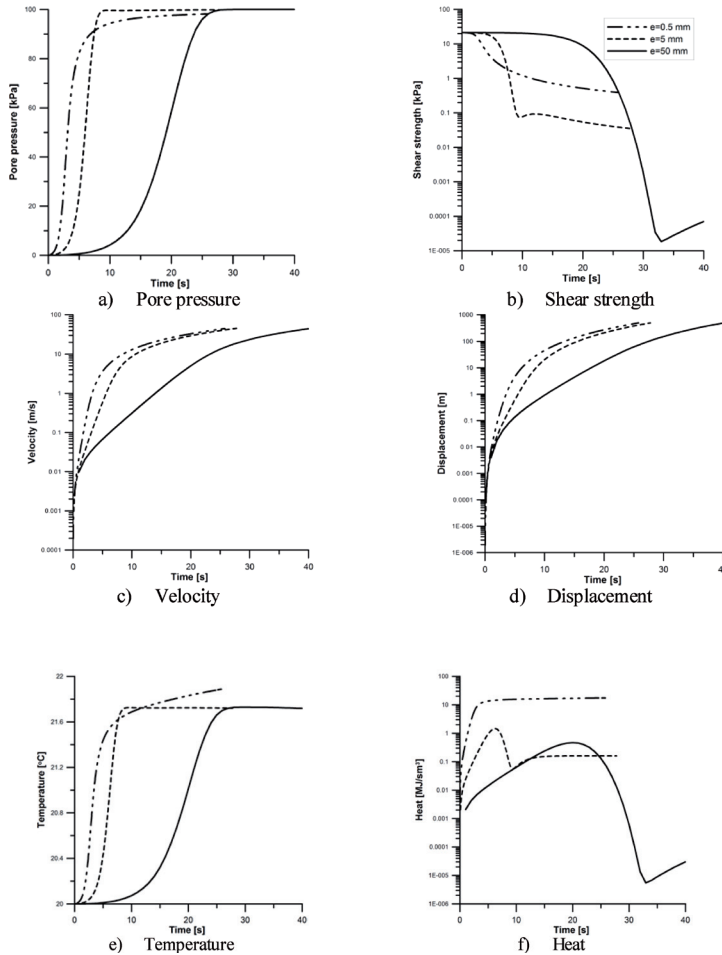 100
80
60
40
20
0
Pore pressure [kPa]
0 10 20 30 40
Time [s]
a) Pore pressure
100
10
1
0.1
0.01
0.001
0.0001
1E-005
Shear strength [kPa]
e=0.5 mm
e=5 mm
e=50 mm
0 10 20 30 40
Time [s]
b) Shear strength
100
10
1
0.1
0.01
0.001
0.0001
Velocity [m/s]
0 10 20 30 40
Time [s]
c) Velocity
1000
100
10
1
0.1
0.01
0.001
0.0001
1E-005
1E-006
Displacement [m]
0 10 20 30 40
Time [s]
d) Displacement
22
21.6
21.2
20.8
20.4
20
Temperature [ºC]
0 10 20 30 40
Time [s]
e) Temperature
100
10
1
0.1
0.01
0.001
0.0001
1E-005
1E-006
Heat [MJ/sm³]
0 10 20 30 40
Time [s]
f) Heat